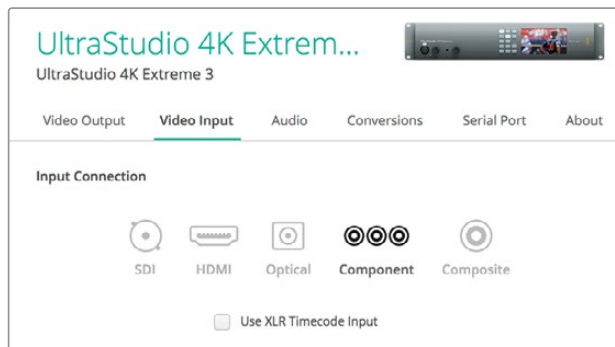 UltraStudio 4K Extrem...
UltraStudio 4K Extreme 3
Video Output Video Input Audio Conversions Serial Port About
Input Connection
SDI HDMI Optical Component Composite
Use XLR Timecode Input